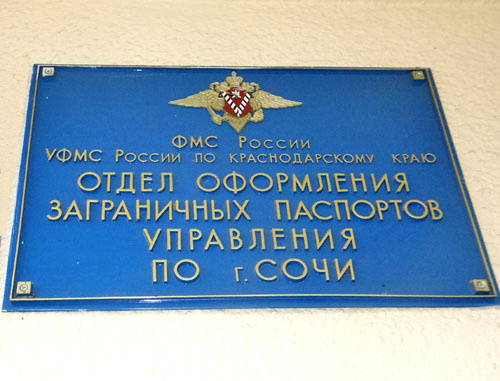 ФМС России
УФМС России по Краснодарскому краю
ОТДЕЛ ОФОРМЛЕНИЯ
ЗАГРАНИЧНЫХ ПАСПОРТОВ
УПРАВЛЕНИЯ
ПО г. СОЧИ